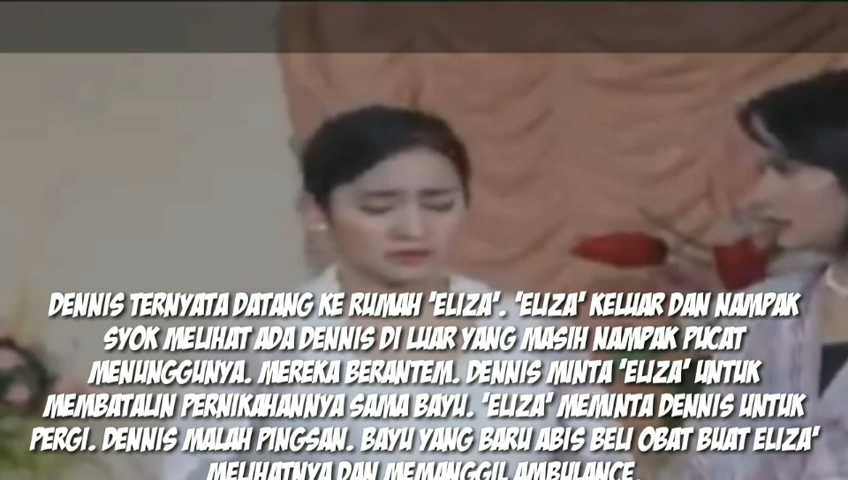 DENNIS TERNYATA DATANG KE RUMAH 'ELIZA'. 'ELIZA' KELUAR DAN NAMPAK
SYOK MELIHAT ADA DENNIS DI LUAR YANG MASIH NAMPAK PUCAT
MENUNGGUNYA. MEREKA BERANTEM. DENNIS MINTA 'ELIZA' UNTUK
MEMBATALIN PERNIKAHANNYA SAMA BAYU. 'ELIZA' MEMINTA DENNIS UNTUK
PERGI. DENNIS MALAH PINGSAN. BAYU YANG BARU ABIS BELI OBAT BUAT ELIZA'
MELIHATNYA DAN MEMANGGIL AMBULANCE.